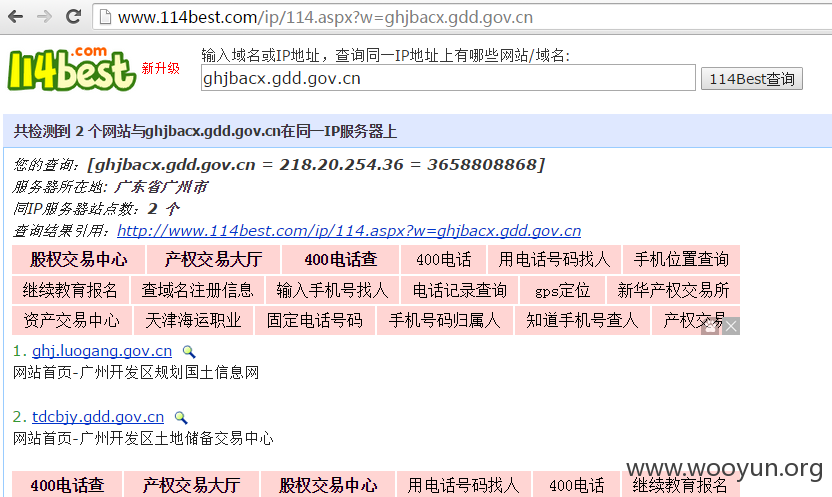 www.114best.com/ip/114.aspx?w=ghjbacx.gdd.gov.cn
114best.com
新升级
输入域名或IP地址，查询同一IP地址上有哪些网站/域名:
ghjbacx.gdd.gov.cn 114Best查询
共检测到 2 个网站与ghjbacx.gdd.gov.cn在同一IP服务器上
您的查询: [ghjbacx.gdd.gov.cn = 218.20.254.36 = 3658808868]
服务器所在地: 广东省广州市
同IP服务器站点数: 2 个
查询结果引用: http://www.114best.com/ip/114.aspx?w=ghjbacx.gdd.gov.cn
股权交易中心 产权交易大厅 400电话查 400电话 用电话号码找人 手机位置查询
继续教育报名 查域名注册信息 输入手机号找人 电话记录查询 gps定位 新华产权交易所
资产交易中心 天津海运职业 固定电话号码 手机号码归属人 知道手机号查人 产权交易
1. ghj.luogang.gov.cn
网站首页-广州开发区规划国土信息网
2. tdcbjy.gdd.gov.cn
网站首页-广州开发区土地储备交易中心
www.wooyun.org
400电话查 产权交易大厅 股权交易中心 用电话号码找人 400电话 继续教育报名